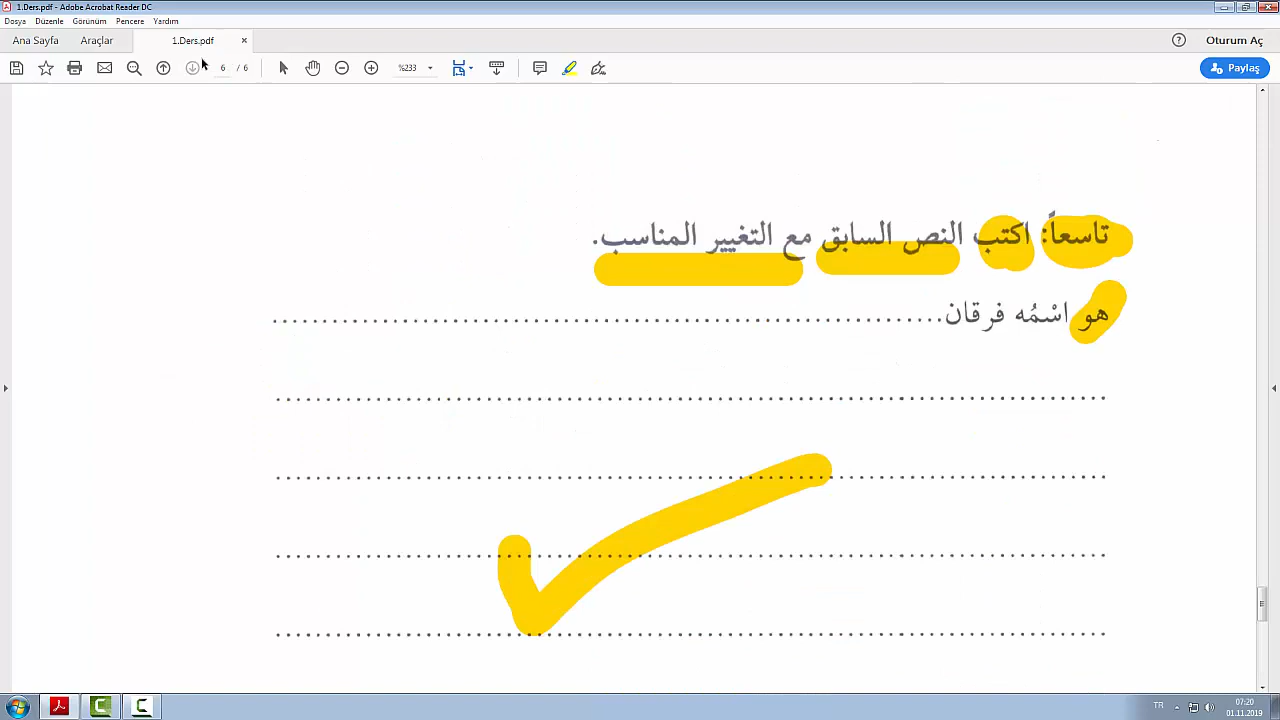 1.Ders.pdf - Adobe Acrobat Reader DC
Dosya Düzenle Görünüm Pencere Yardım
Ana Sayfa Araçlar 1.Ders.pdf × Oturum Aç
6 / 6 %233 Paylaş
تاسعاً: اكتب النص السابق مع التغيير المناسب.
هو اسْمُه فرقان................................................................
................................................................
................................................................
................................................................
................................................................
TR 07:20
01.11.2019